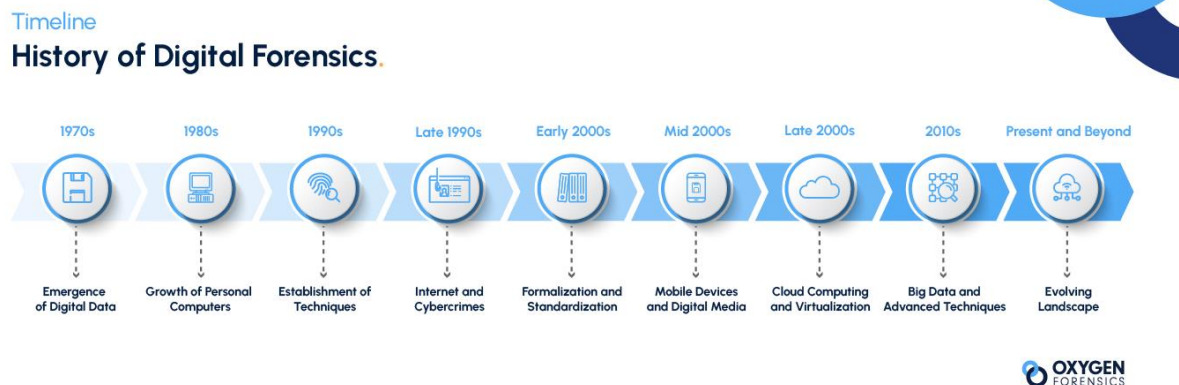 Timeline
History of Digital Forensics.
1970s
1980s
1990s
Late 1990s
Early 2000s
Mid 2000s
Late 2000s
2010s
Present and Beyond
Emergence
of Digital Data
Growth of Personal
Computers
Establishment of
Techniques
Internet and
Cybercrimes
Formalization and
Standardization
Mobile Devices
and Digital Media
Cloud Computing
and Virtualization
Big Data and
Advanced Techniques
Evolving
Landscape
OXYGEN
FORENSICS